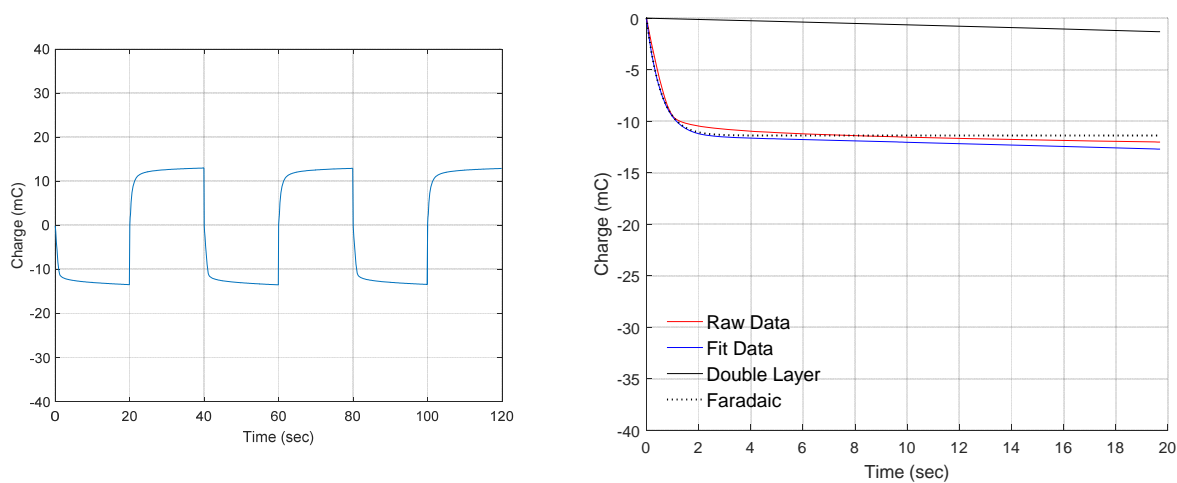 40
30
20
10
0
-10
-20
-30
-40
Charge (mC)
0 20 40 60 80 100 120
Time (sec)
0
-5
-10
-15
-20
-25
-30
-35
-40
Charge (mC)
Raw Data
Fit Data
Double Layer
Faradaic
0 2 4 6 8 10 12 14 16 18 20
Time (sec)